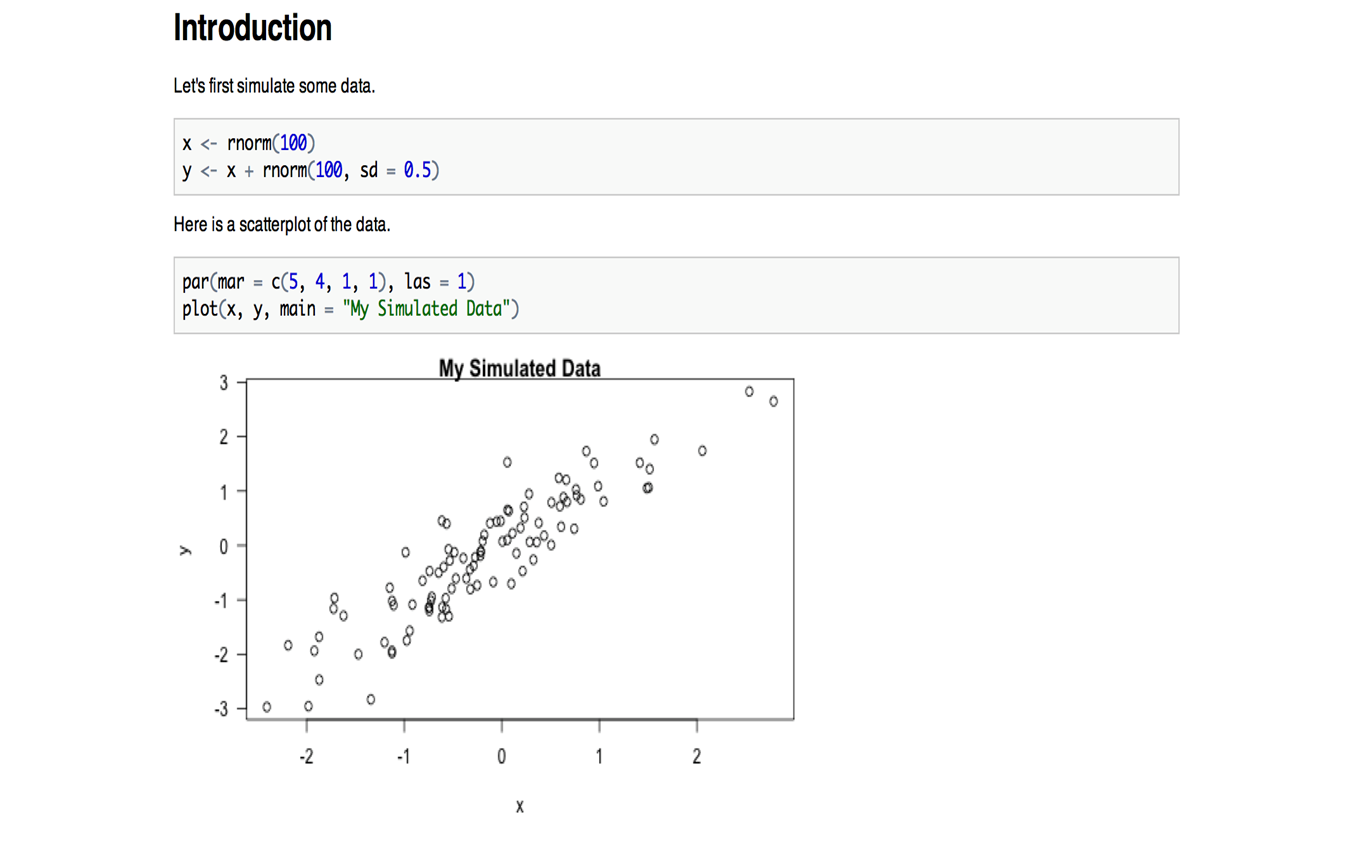 Introduction
Let's first simulate some data.
x <- rnorm(100)
y <- x + rnorm(100, sd = 0.5)
Here is a scatterplot of the data.
par(mar = c(5, 4, 1, 1), las = 1)
plot(x, y, main = "My Simulated Data")
My Simulated Data
3
2
1
y
0
-1
-2
-3
-2 -1 0 1 2
x